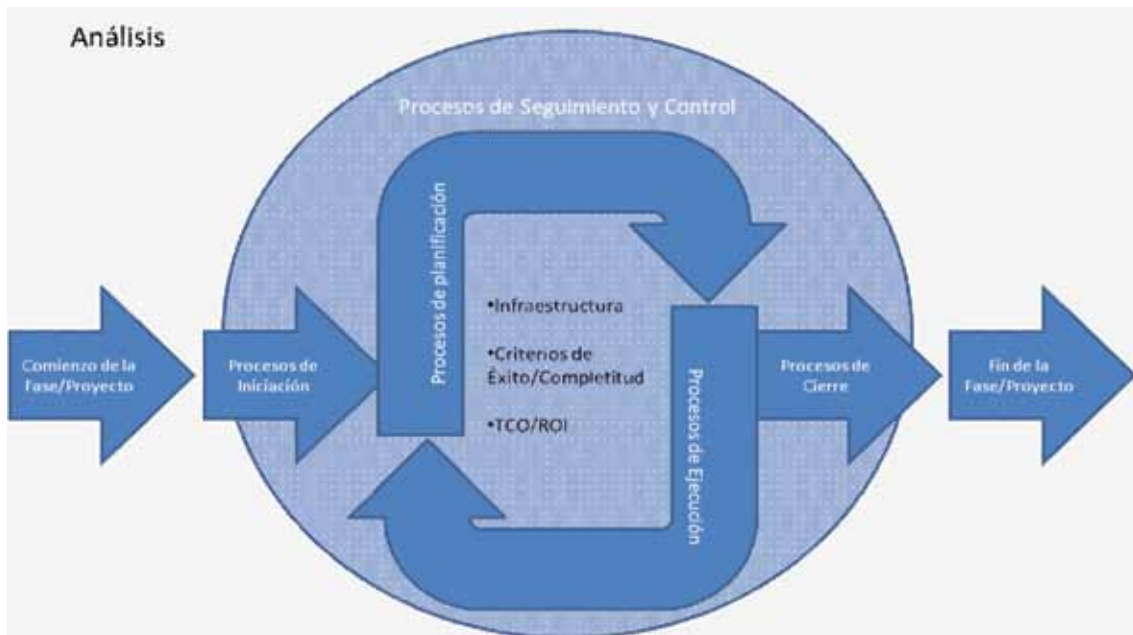 Análisis
Procesos de Seguimiento y Control
Procesos de planificación
•Infraestructura
•Criterios de
Éxito/Completitud
•TCO/ROI
Procesos de Ejecución
Comienzo de la
Fase/Proyecto
Procesos de
Iniciación
Procesos de
Cierre
Fin de la
Fase/Proyecto